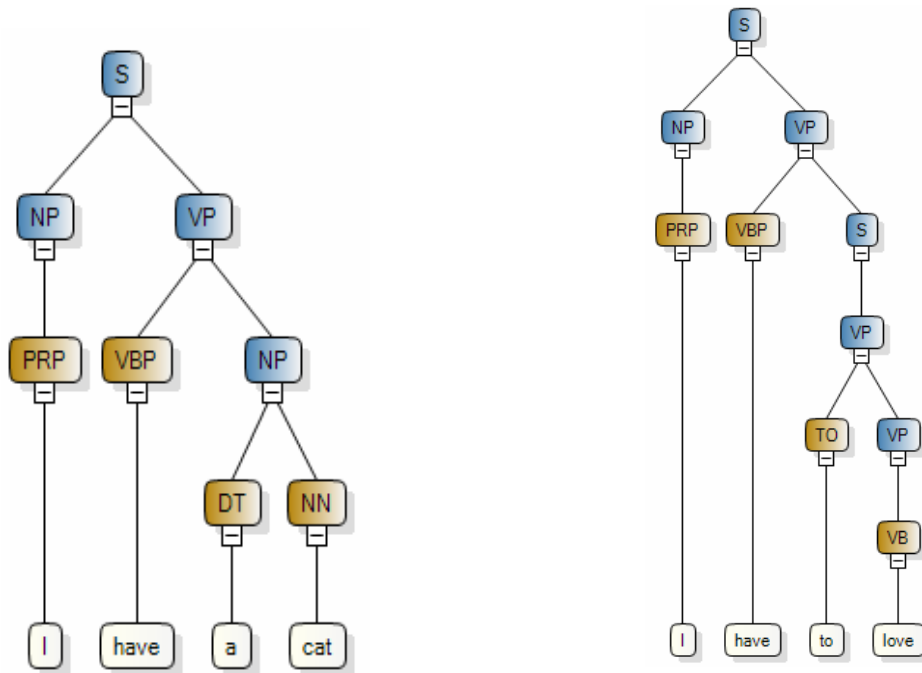 S
NP VP
PRP VBP NP
DT NN
I have a cat
S
NP VP
PRP VBP S
VP
TO VP
VB
I have to love